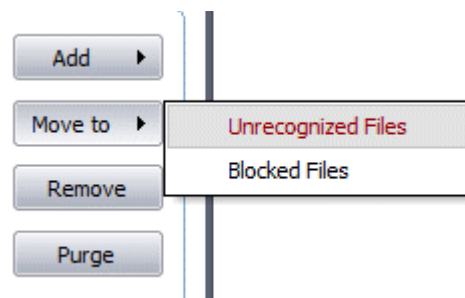 Add
Move to
Unrecognized Files
Blocked Files
Remove
Purge